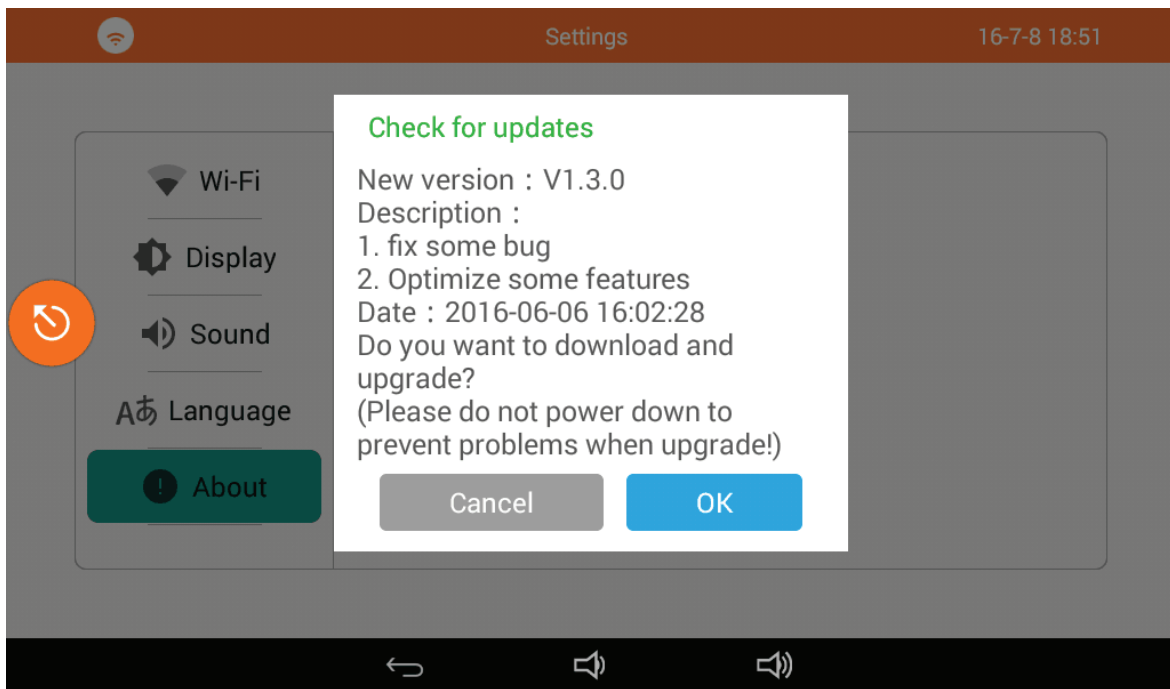 Settings
16-7-8 18:51
Check for updates
New version：V1.3.0
Description：
1. fix some bug
2. Optimize some features
Date：2016-06-06 16:02:28
Do you want to download and
upgrade?
(Please do not power down to
prevent problems when upgrade!)
Cancel
OK
Wi-Fi
Display
Sound
Aあ Language
About